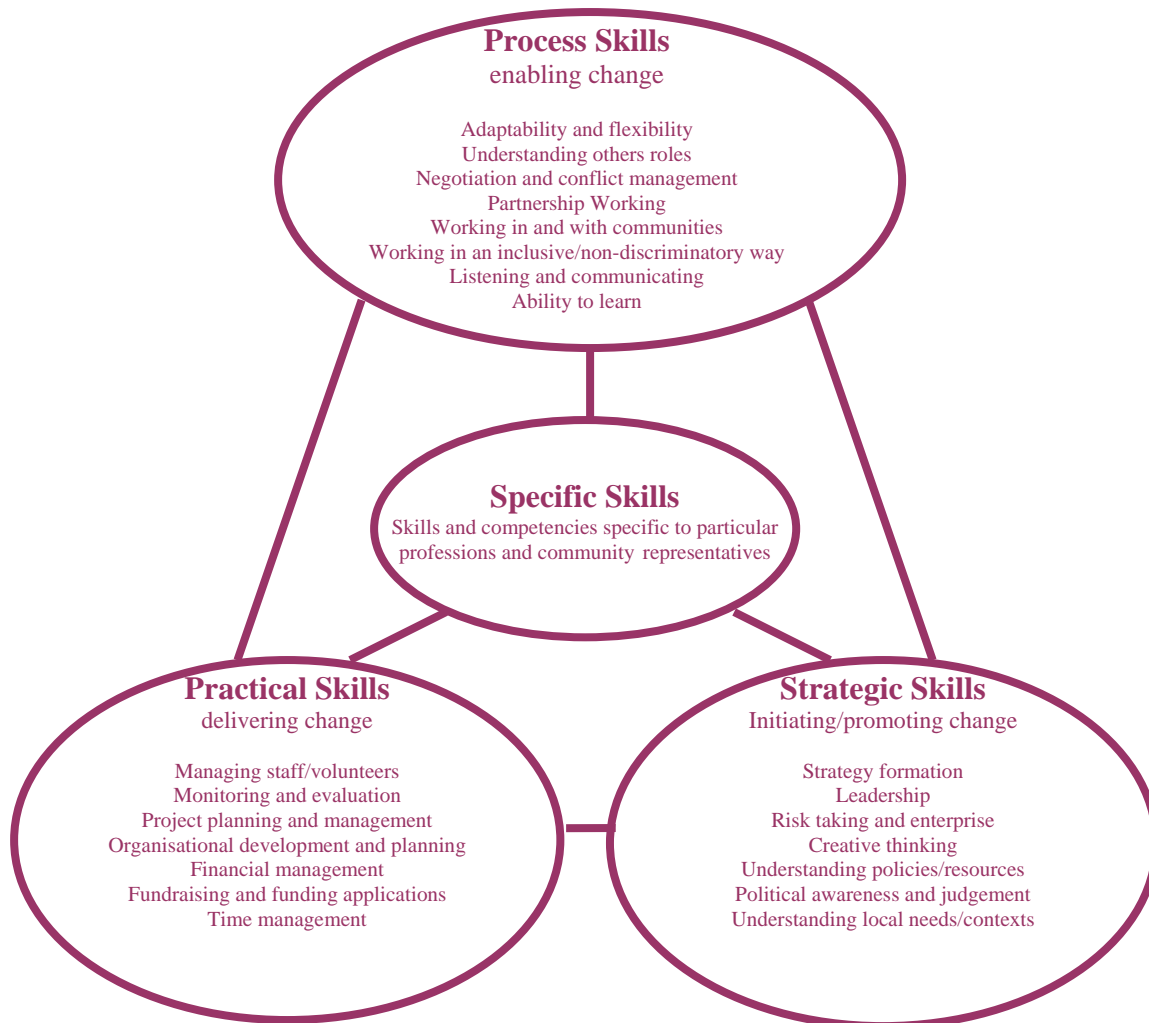 Process Skills
enabling change
Adaptability and flexibility
Understanding others roles
Negotiation and conflict management
Partnership Working
Working in and with communities
Working in an inclusive/non-discriminatory way
Listening and communicating
Ability to learn
Specific Skills
Skills and competencies specific to particular
professions and community representatives
Practical Skills
delivering change
Managing staff/volunteers
Monitoring and evaluation
Project planning and management
Organisational development and planning
Financial management
Fundraising and funding applications
Time management
Strategic Skills
Initiating/promoting change
Strategy formation
Leadership
Risk taking and enterprise
Creative thinking
Understanding policies/resources
Political awareness and judgement
Understanding local needs/contexts